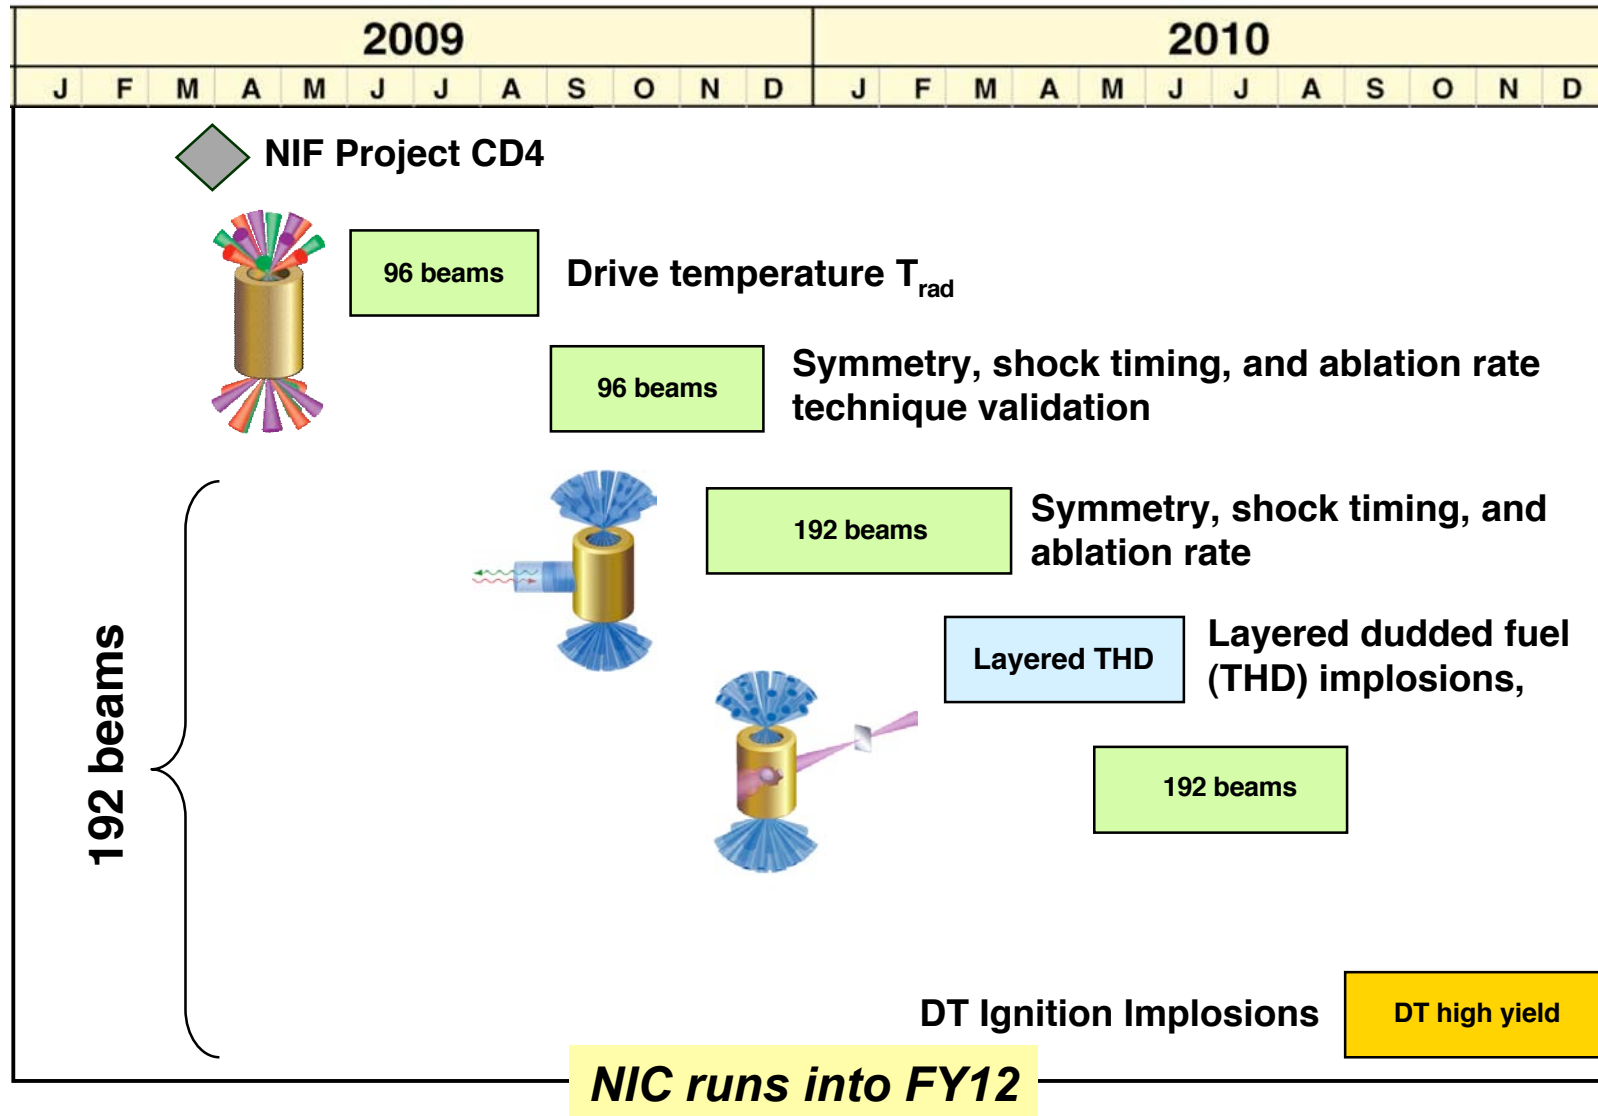 2009 2010
J F M A M J J A S O N D J F M A M J J A S O N D
NIF Project CD4
96 beams Drive temperature Trad
96 beams
Symmetry, shock timing, and ablation rate
technique validation
192 beams
Symmetry, shock timing, and
ablation rate
Layered THD
Layered dudded fuel
(THD) implosions,
192 beams
192 beams
DT Ignition Implosions DT high yield
NIC runs into FY12